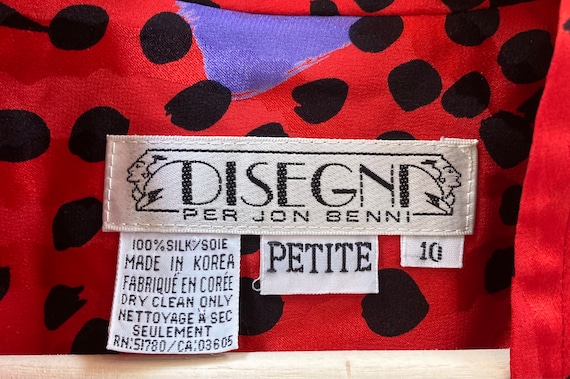 DISEGNI
PER JON BENNI
100% SILK/SOIE
MADE IN KOREA
FABRIQUÉ EN CORÉE
DRY CLEAN ONLY
NETTOYAGE À SEC
SEULEMENT
RN:51780/CA:03605
PETITE
10